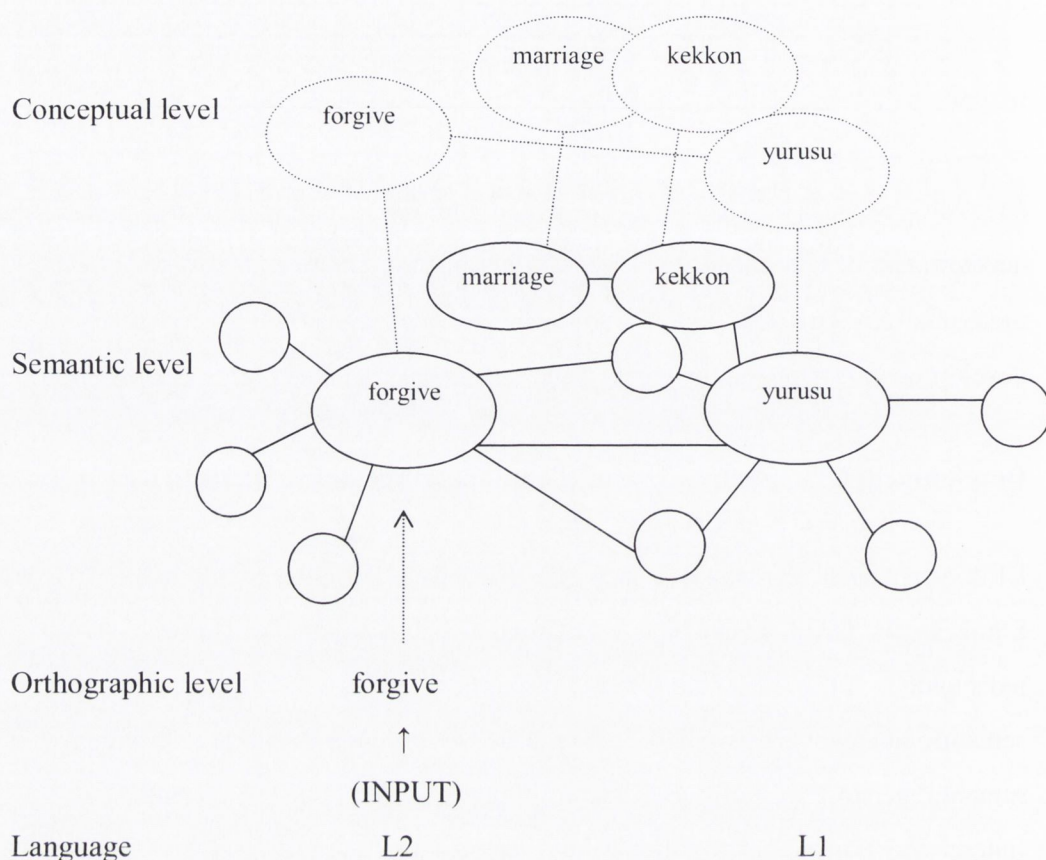 marriage kekkon
Conceptual level forgive
yurusu
marriage kekkon
Semantic level forgive yurusu
Orthographic level forgive
↑
(INPUT)
Language L2 L1